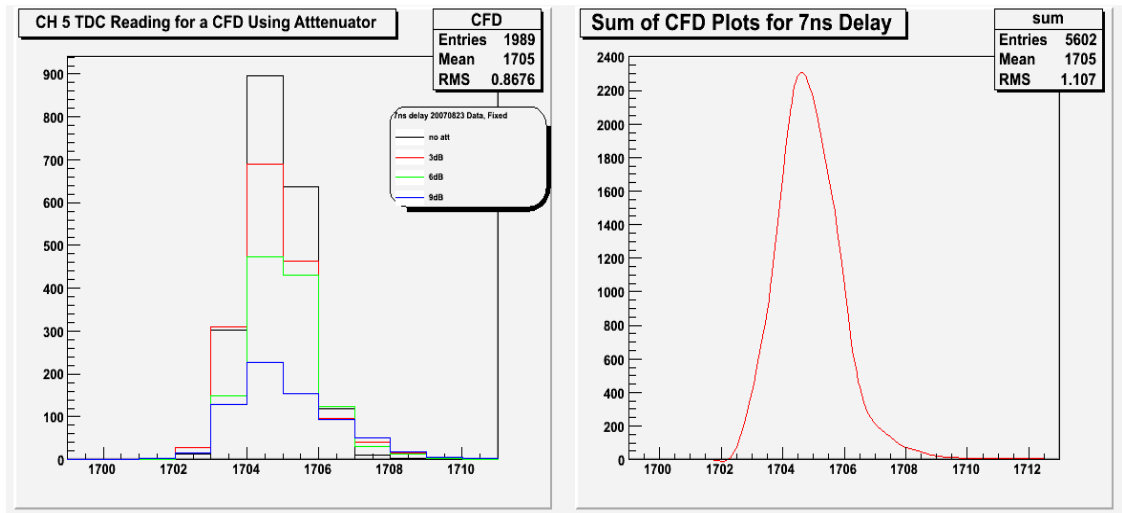 CH 5 TDC Reading for a CFD Using Atttenuator
CFD
Entries 1989
Mean 1705
RMS 0.8676
7ns delay 20070823 Data, Fixed
no att
3dB
6dB
9dB
900
800
700
600
500
400
300
200
100
0
1700 1702 1704 1706 1708 1710
Sum of CFD Plots for 7ns Delay
sum
Entries 5602
Mean 1705
RMS 1.107
2400
2200
2000
1800
1600
1400
1200
1000
800
600
400
200
0
1700 1702 1704 1706 1708 1710 1712